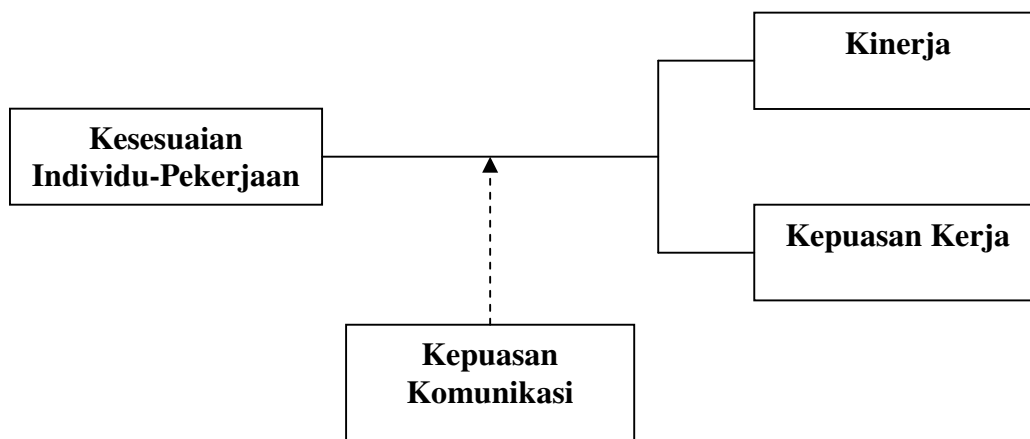 Kinerja
Kesesuaian
Individu-Pekerjaan
Kepuasan Kerja
Kepuasan
Komunikasi